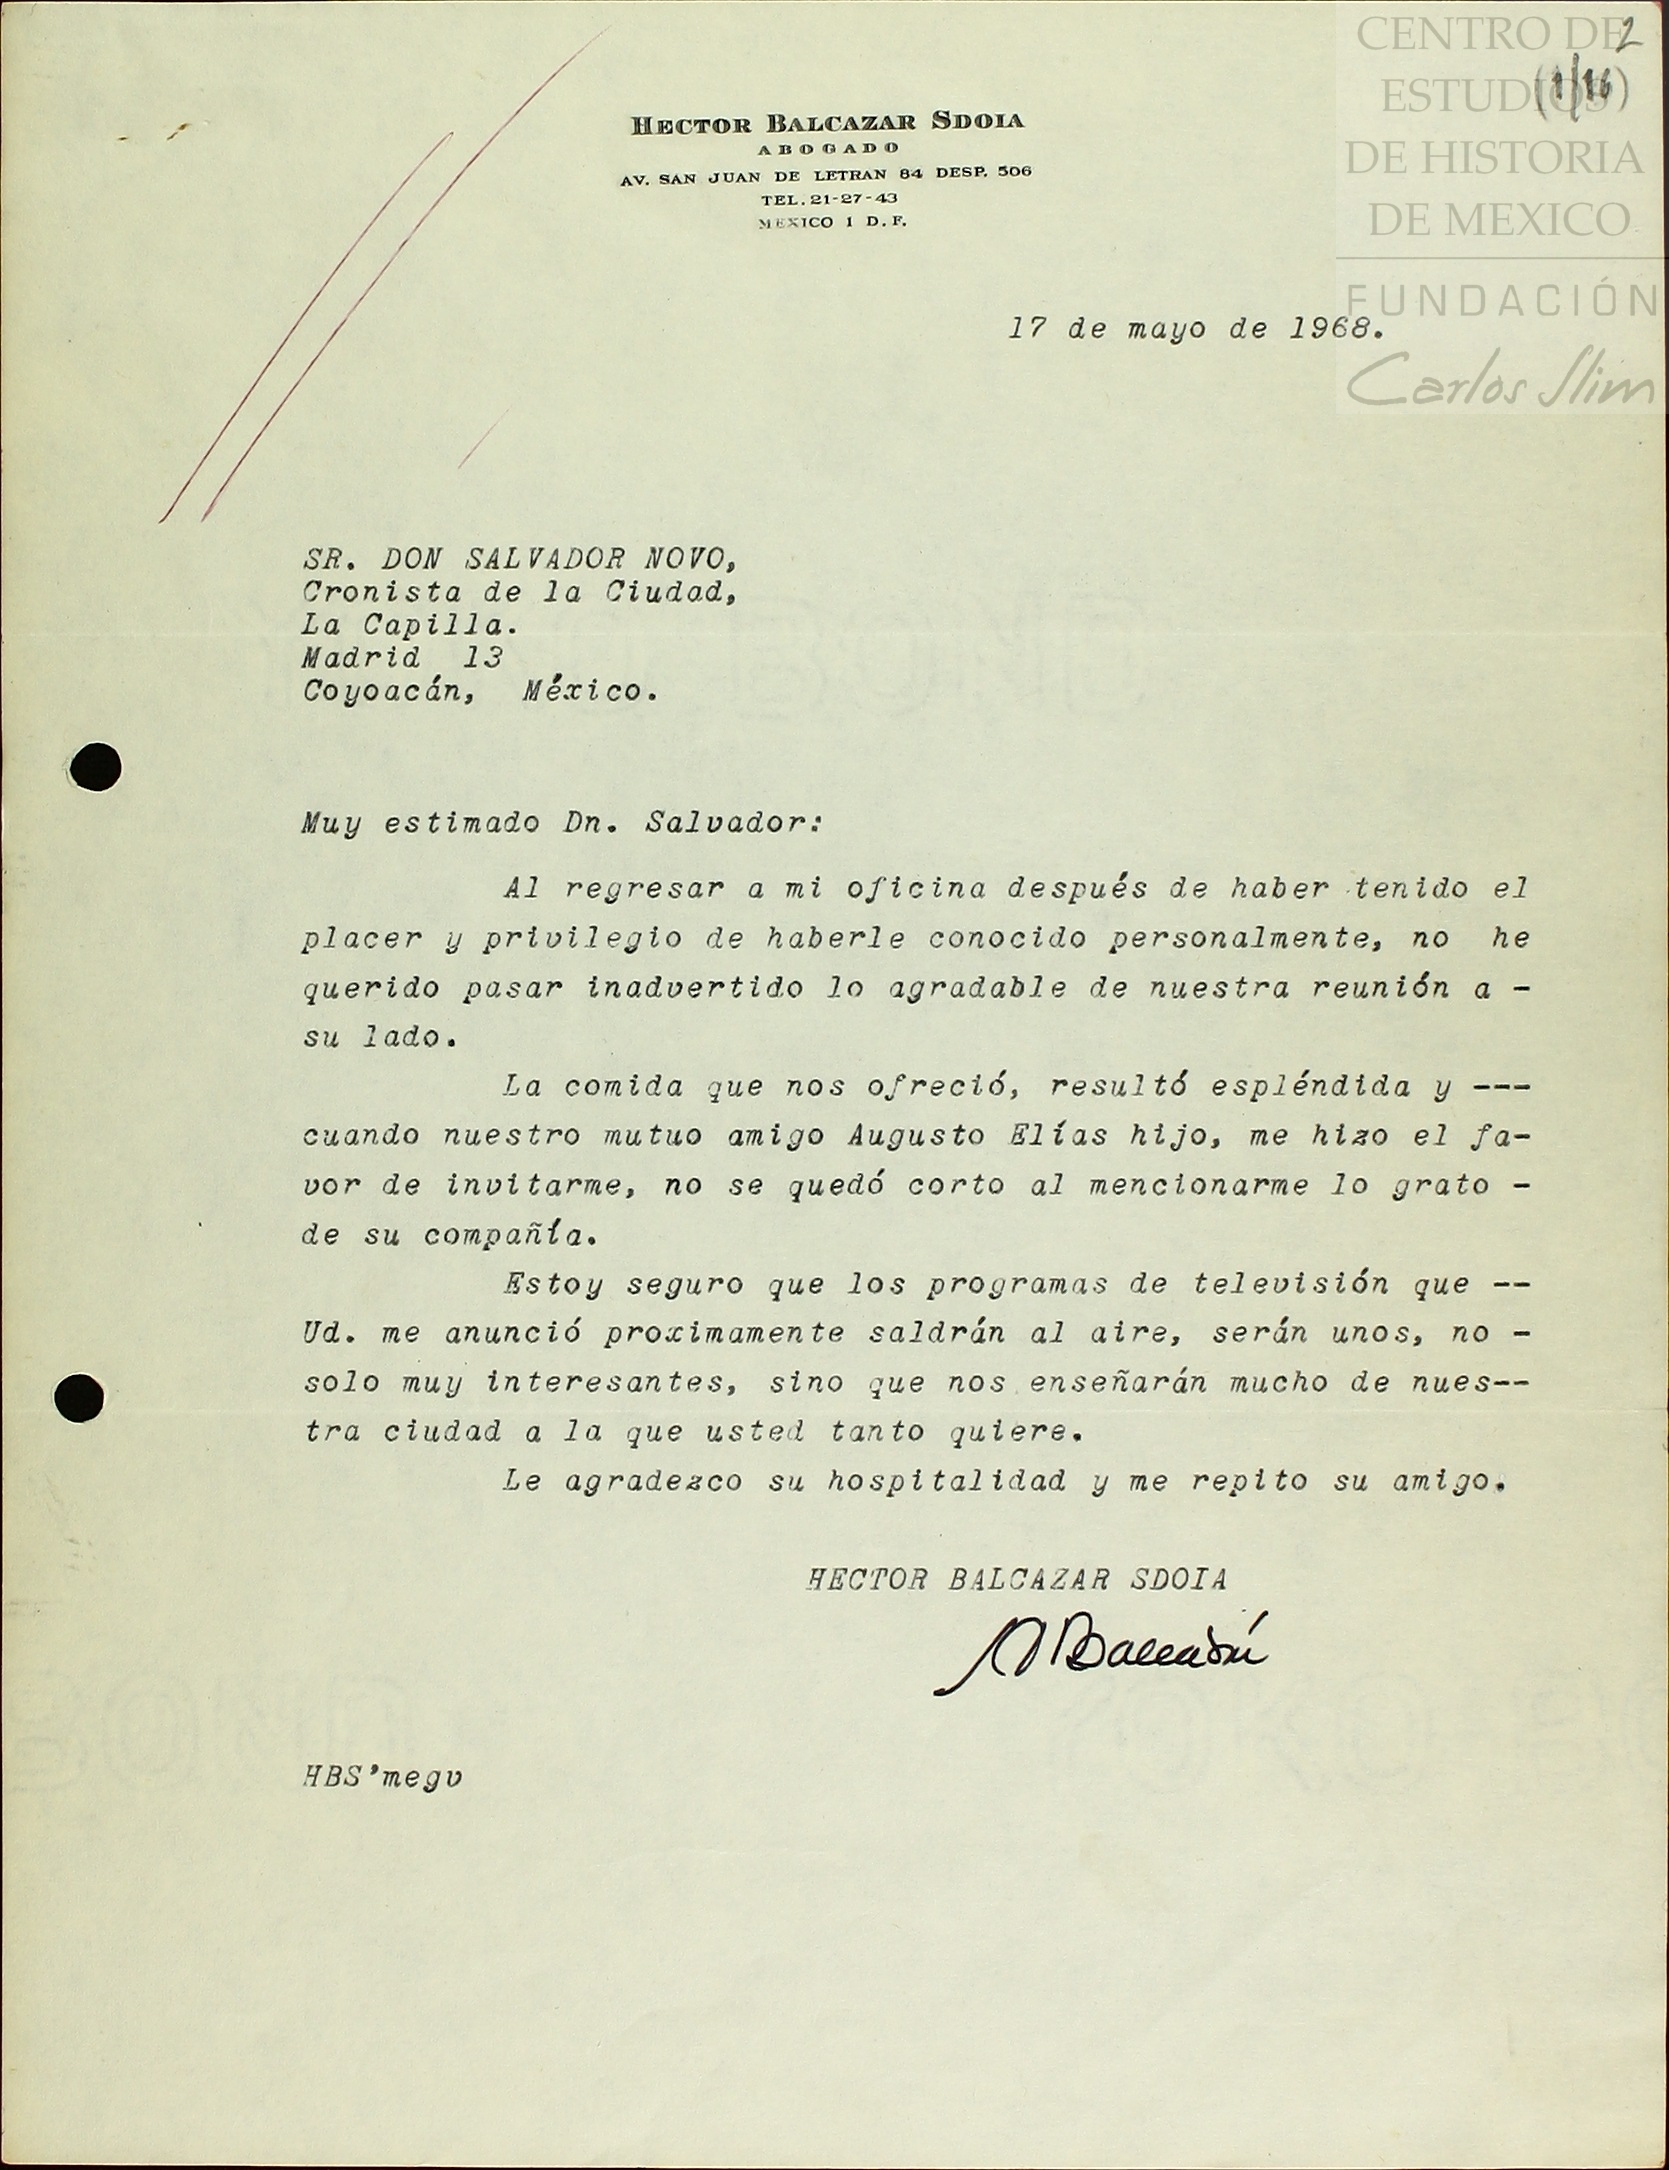 CENTRO DE
ESTUDIOS
DE HISTORIA
DE MEXICO
FUNDACIÓN
Carlos Slim
2
(1/16)
HECTOR BALCAZAR SDOIA
ABOGADO
AV. SAN JUAN DE LETRAN 84 DESP. 506
TEL. 21-27-43
MEXICO 1 D.F.
17 de mayo de 1968.
SR. DON SALVADOR NOVO,
Cronista de la Ciudad,
La Capilla.
Madrid 13
Coyoacán, México.
Muy estimado Dn. Salvador:
Al regresar a mi oficina después de haber tenido el
placer y privilegio de haberle conocido personalmente, no he
querido pasar inadvertido lo agradable de nuestra reunión a -
su lado.
La comida que nos ofreció, resultó espléndida y ---
cuando nuestro mutuo amigo Augusto Elías hijo, me hizo el fa-
vor de invitarme, no se quedó corto al mencionarme lo grato -
de su compañía.
Estoy seguro que los programas de televisión que --
Ud. me anunció proximamente saldrán al aire, serán unos, no -
solo muy interesantes, sino que nos enseñarán mucho de nues--
tra ciudad a la que usted tanto quiere.
Le agradezco su hospitalidad y me repito su amigo.
HECTOR BALCAZAR SDOIA
HBS'megv